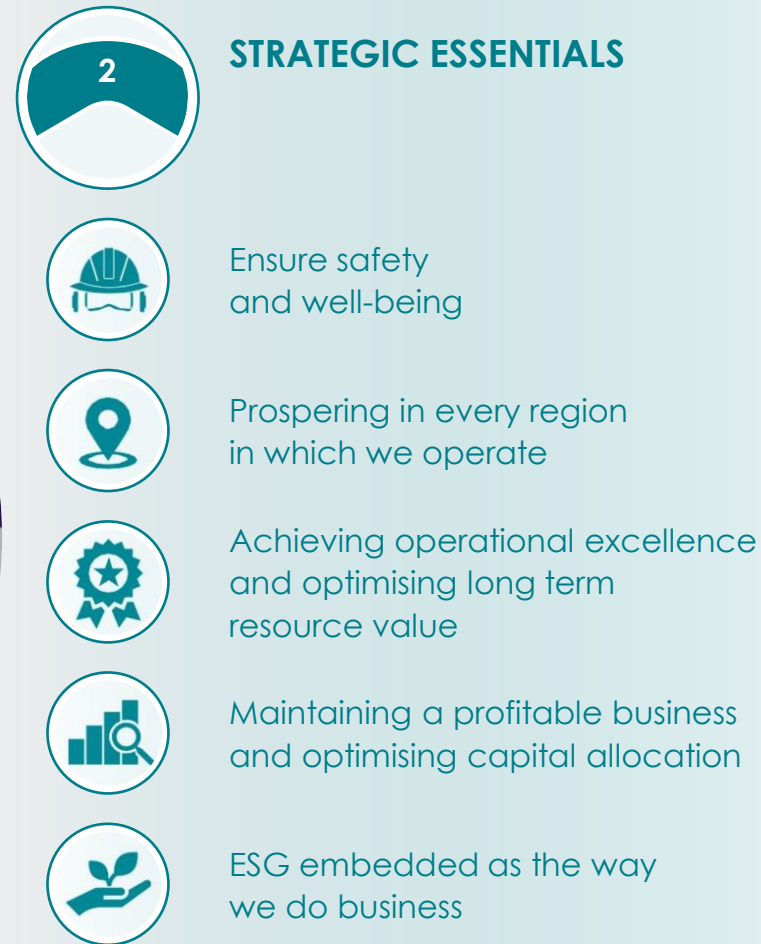 2
STRATEGIC ESSENTIALS
Ensure safety
and well-being
Prospering in every region
in which we operate
Achieving operational excellence
and optimising long term
resource value
Maintaining a profitable business
and optimising capital allocation
ESG embedded as the way
we do business